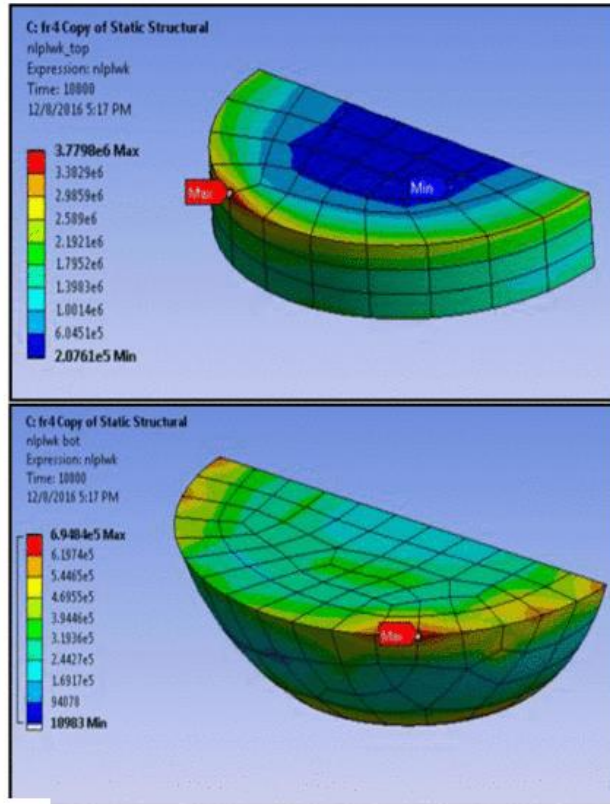 C: fr4 Copy of Static Structural
nlplwk_top
Expression: nlplwk
Time: 10800
12/8/2016 5:17 PM
3.7798e6 Max
3.3829e6
2.9859e6
2.589e6
2.1921e6
1.7952e6
1.3983e6
1.0014e6
6.0451e5
2.0761e5 Min
Max
Min
C: fr4 Copy of Static Structural
nlplwk bot
Expression: nlplwk
Time: 10800
12/8/2016 5:17 PM
6.9484e5 Max
6.1974e5
5.4465e5
4.6955e5
3.9446e5
3.1936e5
2.4427e5
1.6917e5
94078
18983 Min
Max